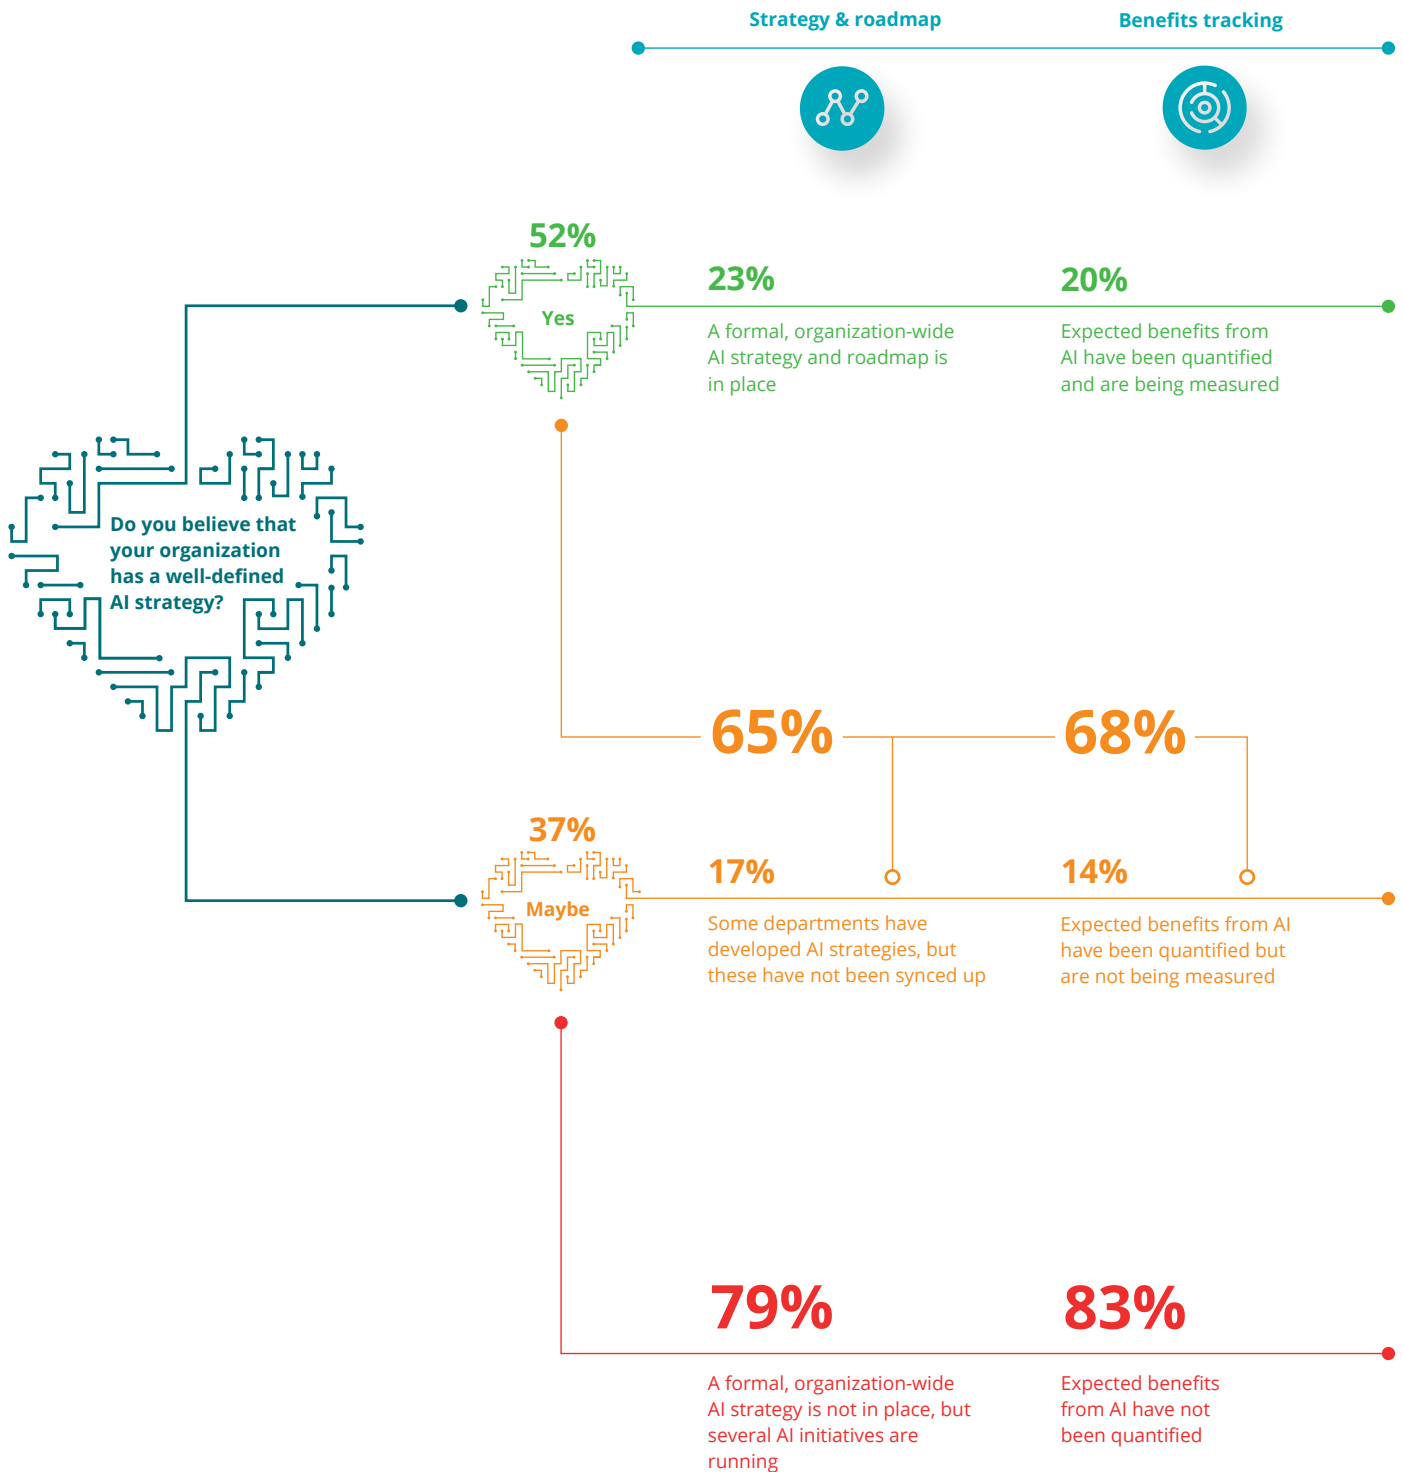 Strategy & roadmap
Benefits tracking
52%
Yes
23%
A formal, organization-wide
AI strategy and roadmap is
in place
20%
Expected benefits from
AI have been quantified
and are being measured
Do you believe that
your organization
has a well-defined
AI strategy?
65%
68%
37%
Maybe
17%
Some departments have
developed AI strategies, but
these have not been synced up
14%
Expected benefits from AI
have been quantified but
are not being measured
79%
A formal, organization-wide
AI strategy is not in place, but
several AI initiatives are
running
83%
Expected benefits
from AI have not
been quantified